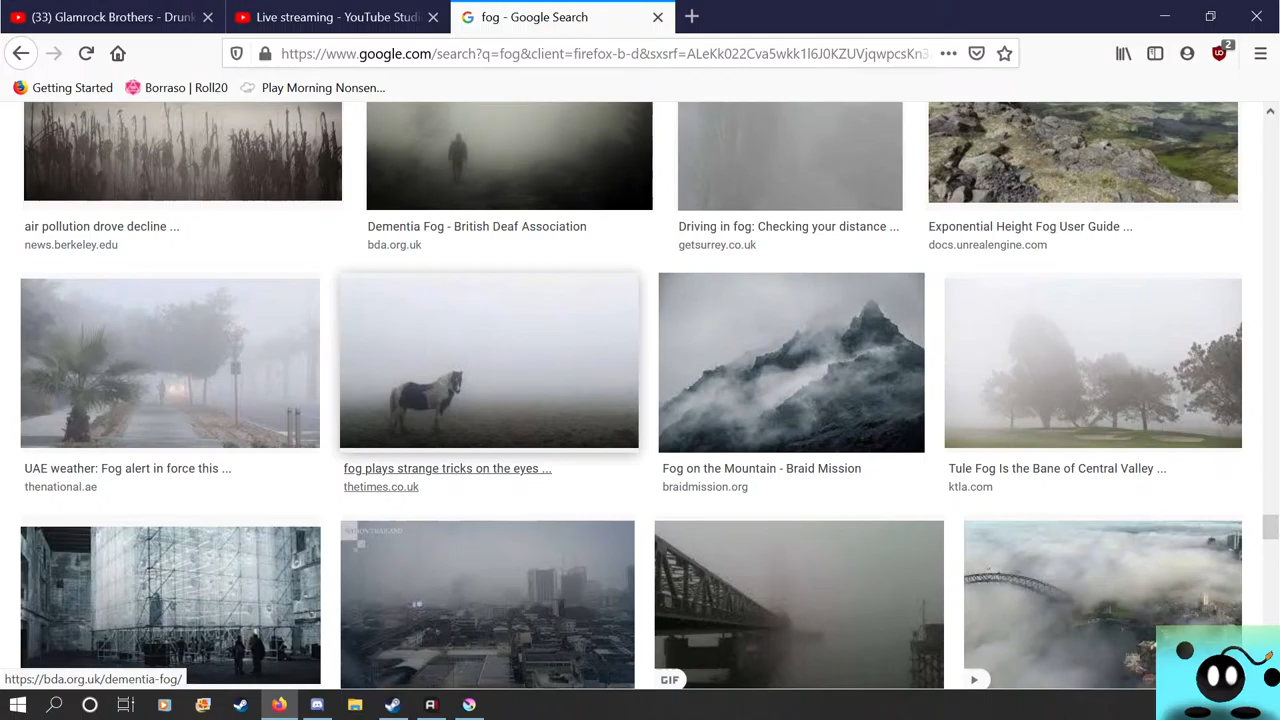 (33) Glamrock Brothers - Drunk
Live streaming - YouTube Studi
fog - Google Search
https://www.google.com/search?q=fog&client=firefox-b-d&sxsrf=ALeKk022Cva5wkk1l6J0KZUVjqwpcsKn3
2
Getting Started
Borraso | Roll20
Play Morning Nonsen...
air pollution drove decline ...
news.berkeley.edu
Dementia Fog - British Deaf Association
bda.org.uk
Driving in fog: Checking your distance ...
getsurrey.co.uk
Exponential Height Fog User Guide ...
docs.unrealengine.com
UAE weather: Fog alert in force this ...
thenational.ae
fog plays strange tricks on the eyes ...
thetimes.co.uk
Fog on the Mountain - Braid Mission
braidmission.org
Tule Fog Is the Bane of Central Valley ...
ktla.com
GIF
https://bda.org.uk/dementia-fog/